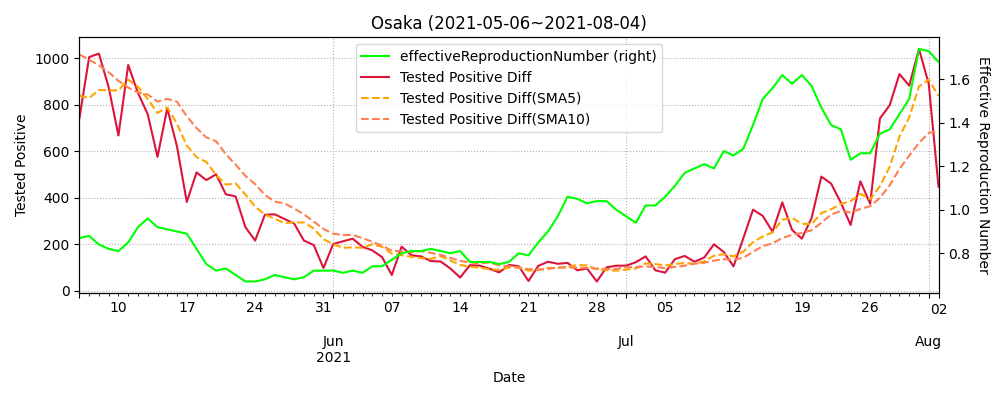 Osaka (2021-05-06~2021-08-04)
effectiveReproductionNumber (right)
Tested Positive Diff
Tested Positive Diff(SMA5)
Tested Positive Diff(SMA10)
Tested Positive
1000
800
600
400
200
0
Effective Reproduction Number
1.6
1.4
1.2
1.0
0.8
10 17 24 31 07 14 21 28 05 12 19 26 02
Jun Jul Aug
2021
Date